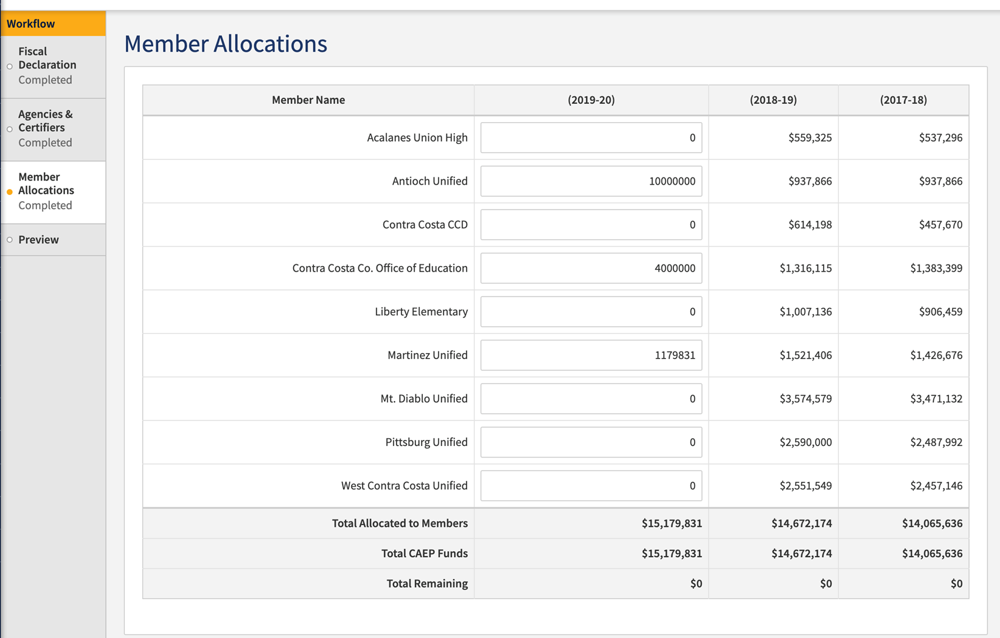 Workflow
Fiscal
Declaration
Completed
Agencies &
Certifiers
Completed
Member
Allocations
Completed
Preview
Member Allocations
Member Name (2019-20) (2018-19) (2017-18)
Acalanes Union High 0 $559,325 $537,296
Antioch Unified 10000000 $937,866 $937,866
Contra Costa CCD 0 $614,198 $457,670
Contra Costa Co. Office of Education 4000000 $1,316,115 $1,383,399
Liberty Elementary 0 $1,007,136 $906,459
Martinez Unified 1179831 $1,521,406 $1,426,676
Mt. Diablo Unified 0 $3,574,579 $3,471,132
Pittsburg Unified 0 $2,590,000 $2,487,992
West Contra Costa Unified 0 $2,551,549 $2,457,146
Total Allocated to Members $15,179,831 $14,672,174 $14,065,636
Total CAEP Funds $15,179,831 $14,672,174 $14,065,636
Total Remaining $0 $0 $0